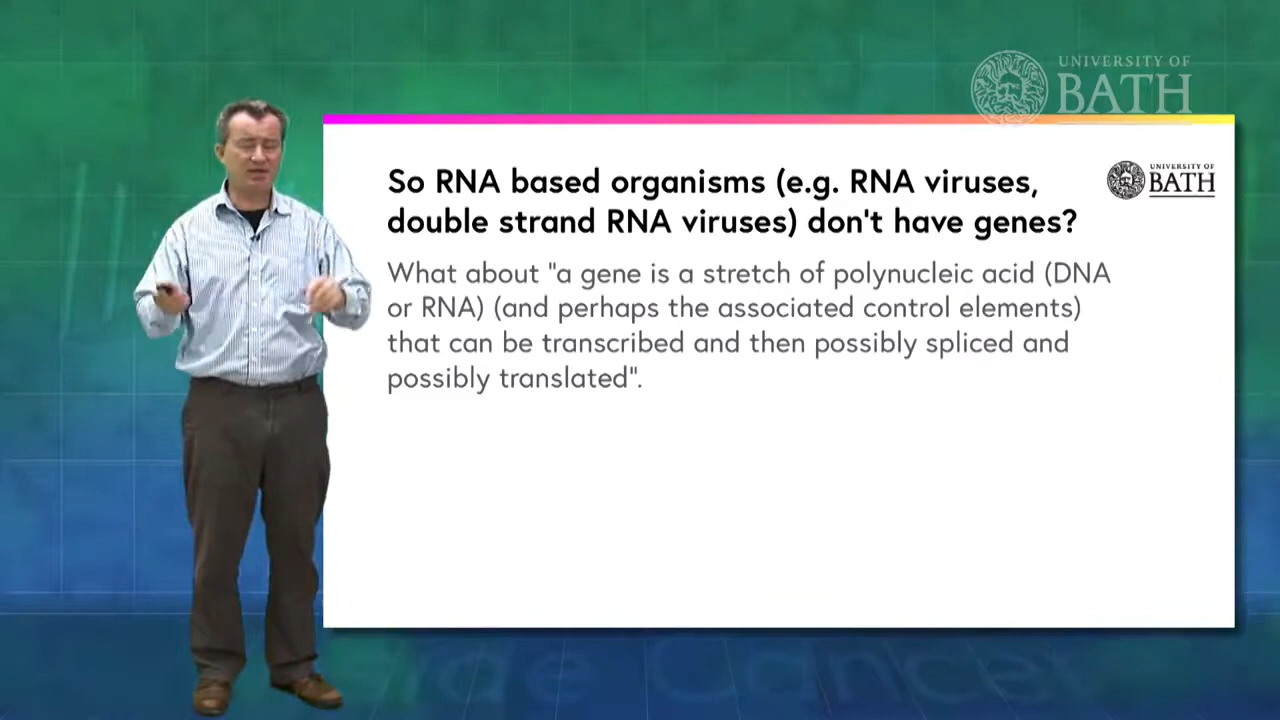 UNIVERSITY OF
BATH
So RNA based organisms (e.g. RNA viruses,
double strand RNA viruses) don't have genes?
UNIVERSITY OF
BATH
What about "a gene is a stretch of polynucleic acid (DNA
or RNA) (and perhaps the associated control elements)
that can be transcribed and then possibly spliced and
possibly translated".
Cancer